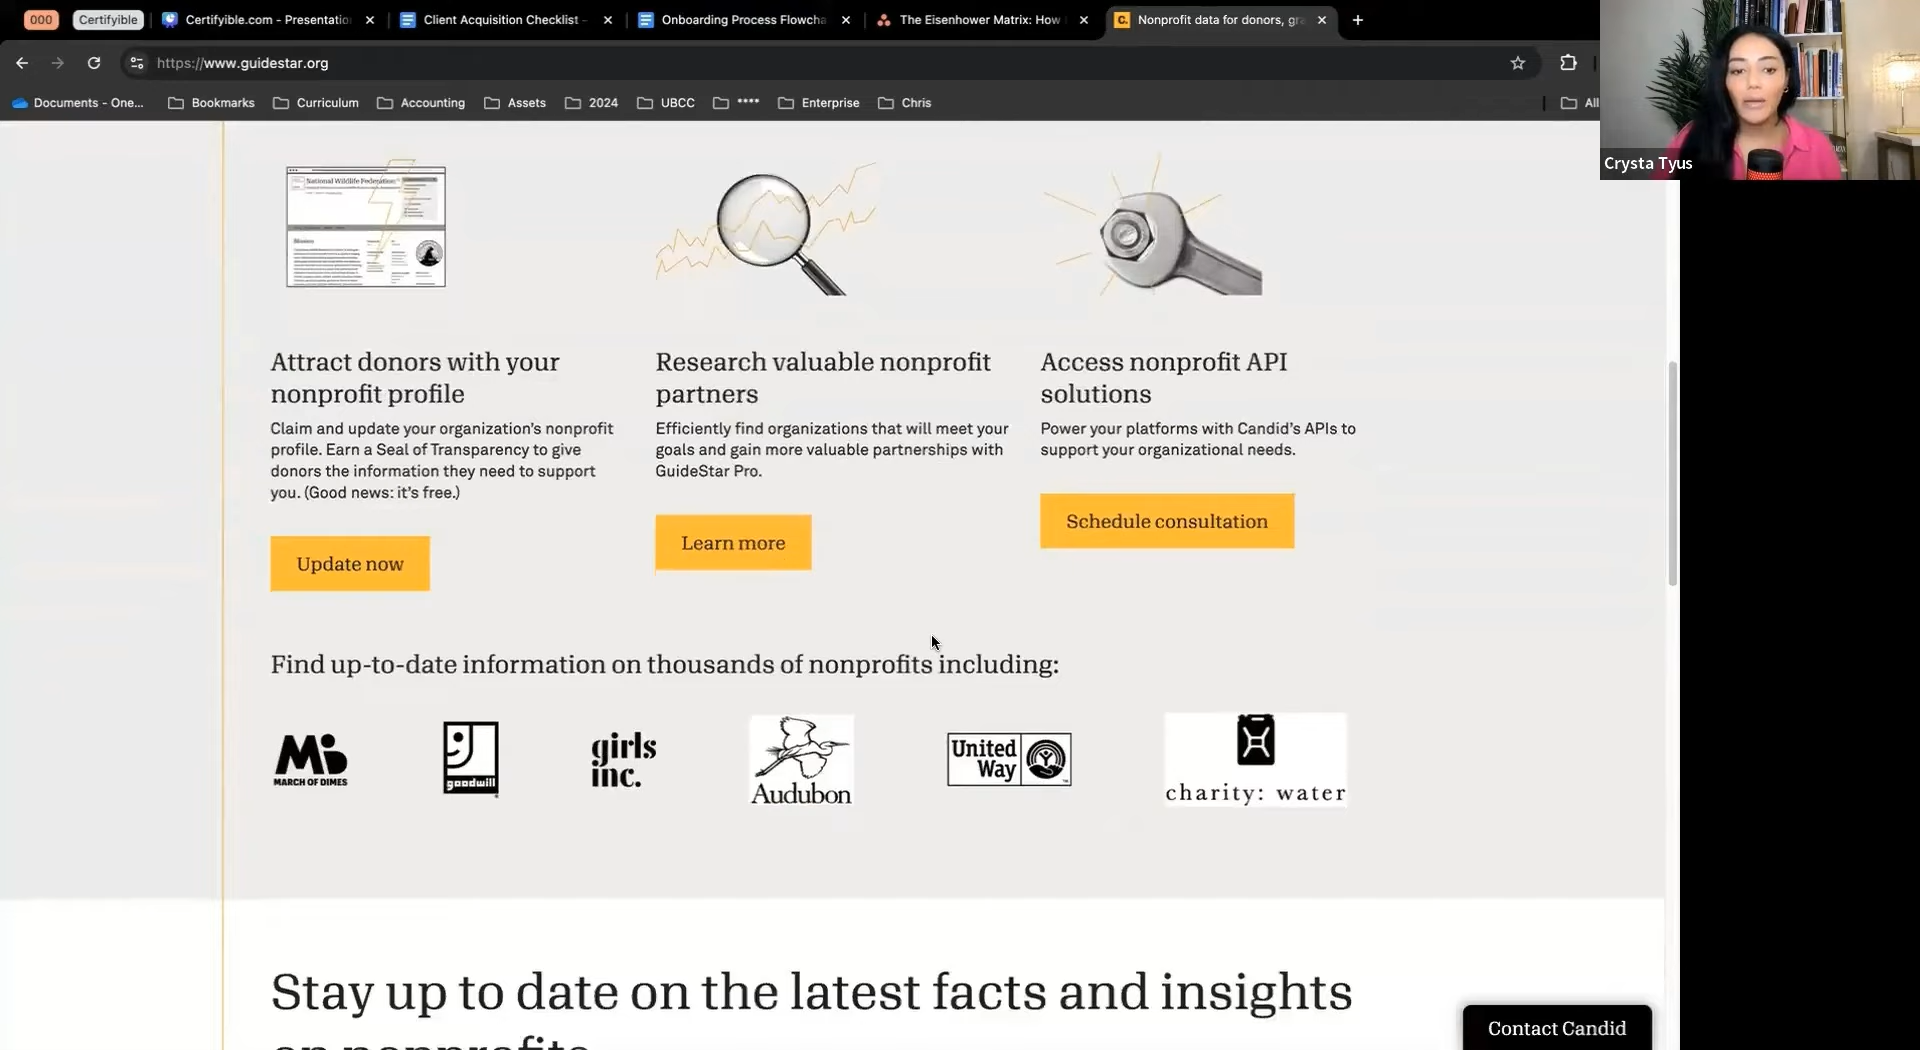 000
Certifyible
Certifyible.com - Presentatio
Client Acquisition Checklist -
Onboarding Process Flowcha
The Eisenhower Matrix: How
Nonprofit data for donors, gra
https://www.guidestar.org
Documents - One...
Bookmarks
Curriculum
Accounting
Assets
2024
UBCC
****
Enterprise
Chris
All
Crysta Tyus
National Wildlife Federation
Mission
Attract donors with your
nonprofit profile
Claim and update your organization's nonprofit
profile. Earn a Seal of Transparency to give
donors the information they need to support
you. (Good news: it's free.)
Update now
Research valuable nonprofit
partners
Efficiently find organizations that will meet your
goals and gain more valuable partnerships with
GuideStar Pro.
Learn more
Access nonprofit API
solutions
Power your platforms with Candid's APIs to
support your organizational needs.
Schedule consultation
Find up-to-date information on thousands of nonprofits including:
MARCH OF DIMES
goodwill
girls
inc.
Audubon
United
Way
charity: water
Stay up to date on the latest facts and insights
on nonprofits
Contact Candid